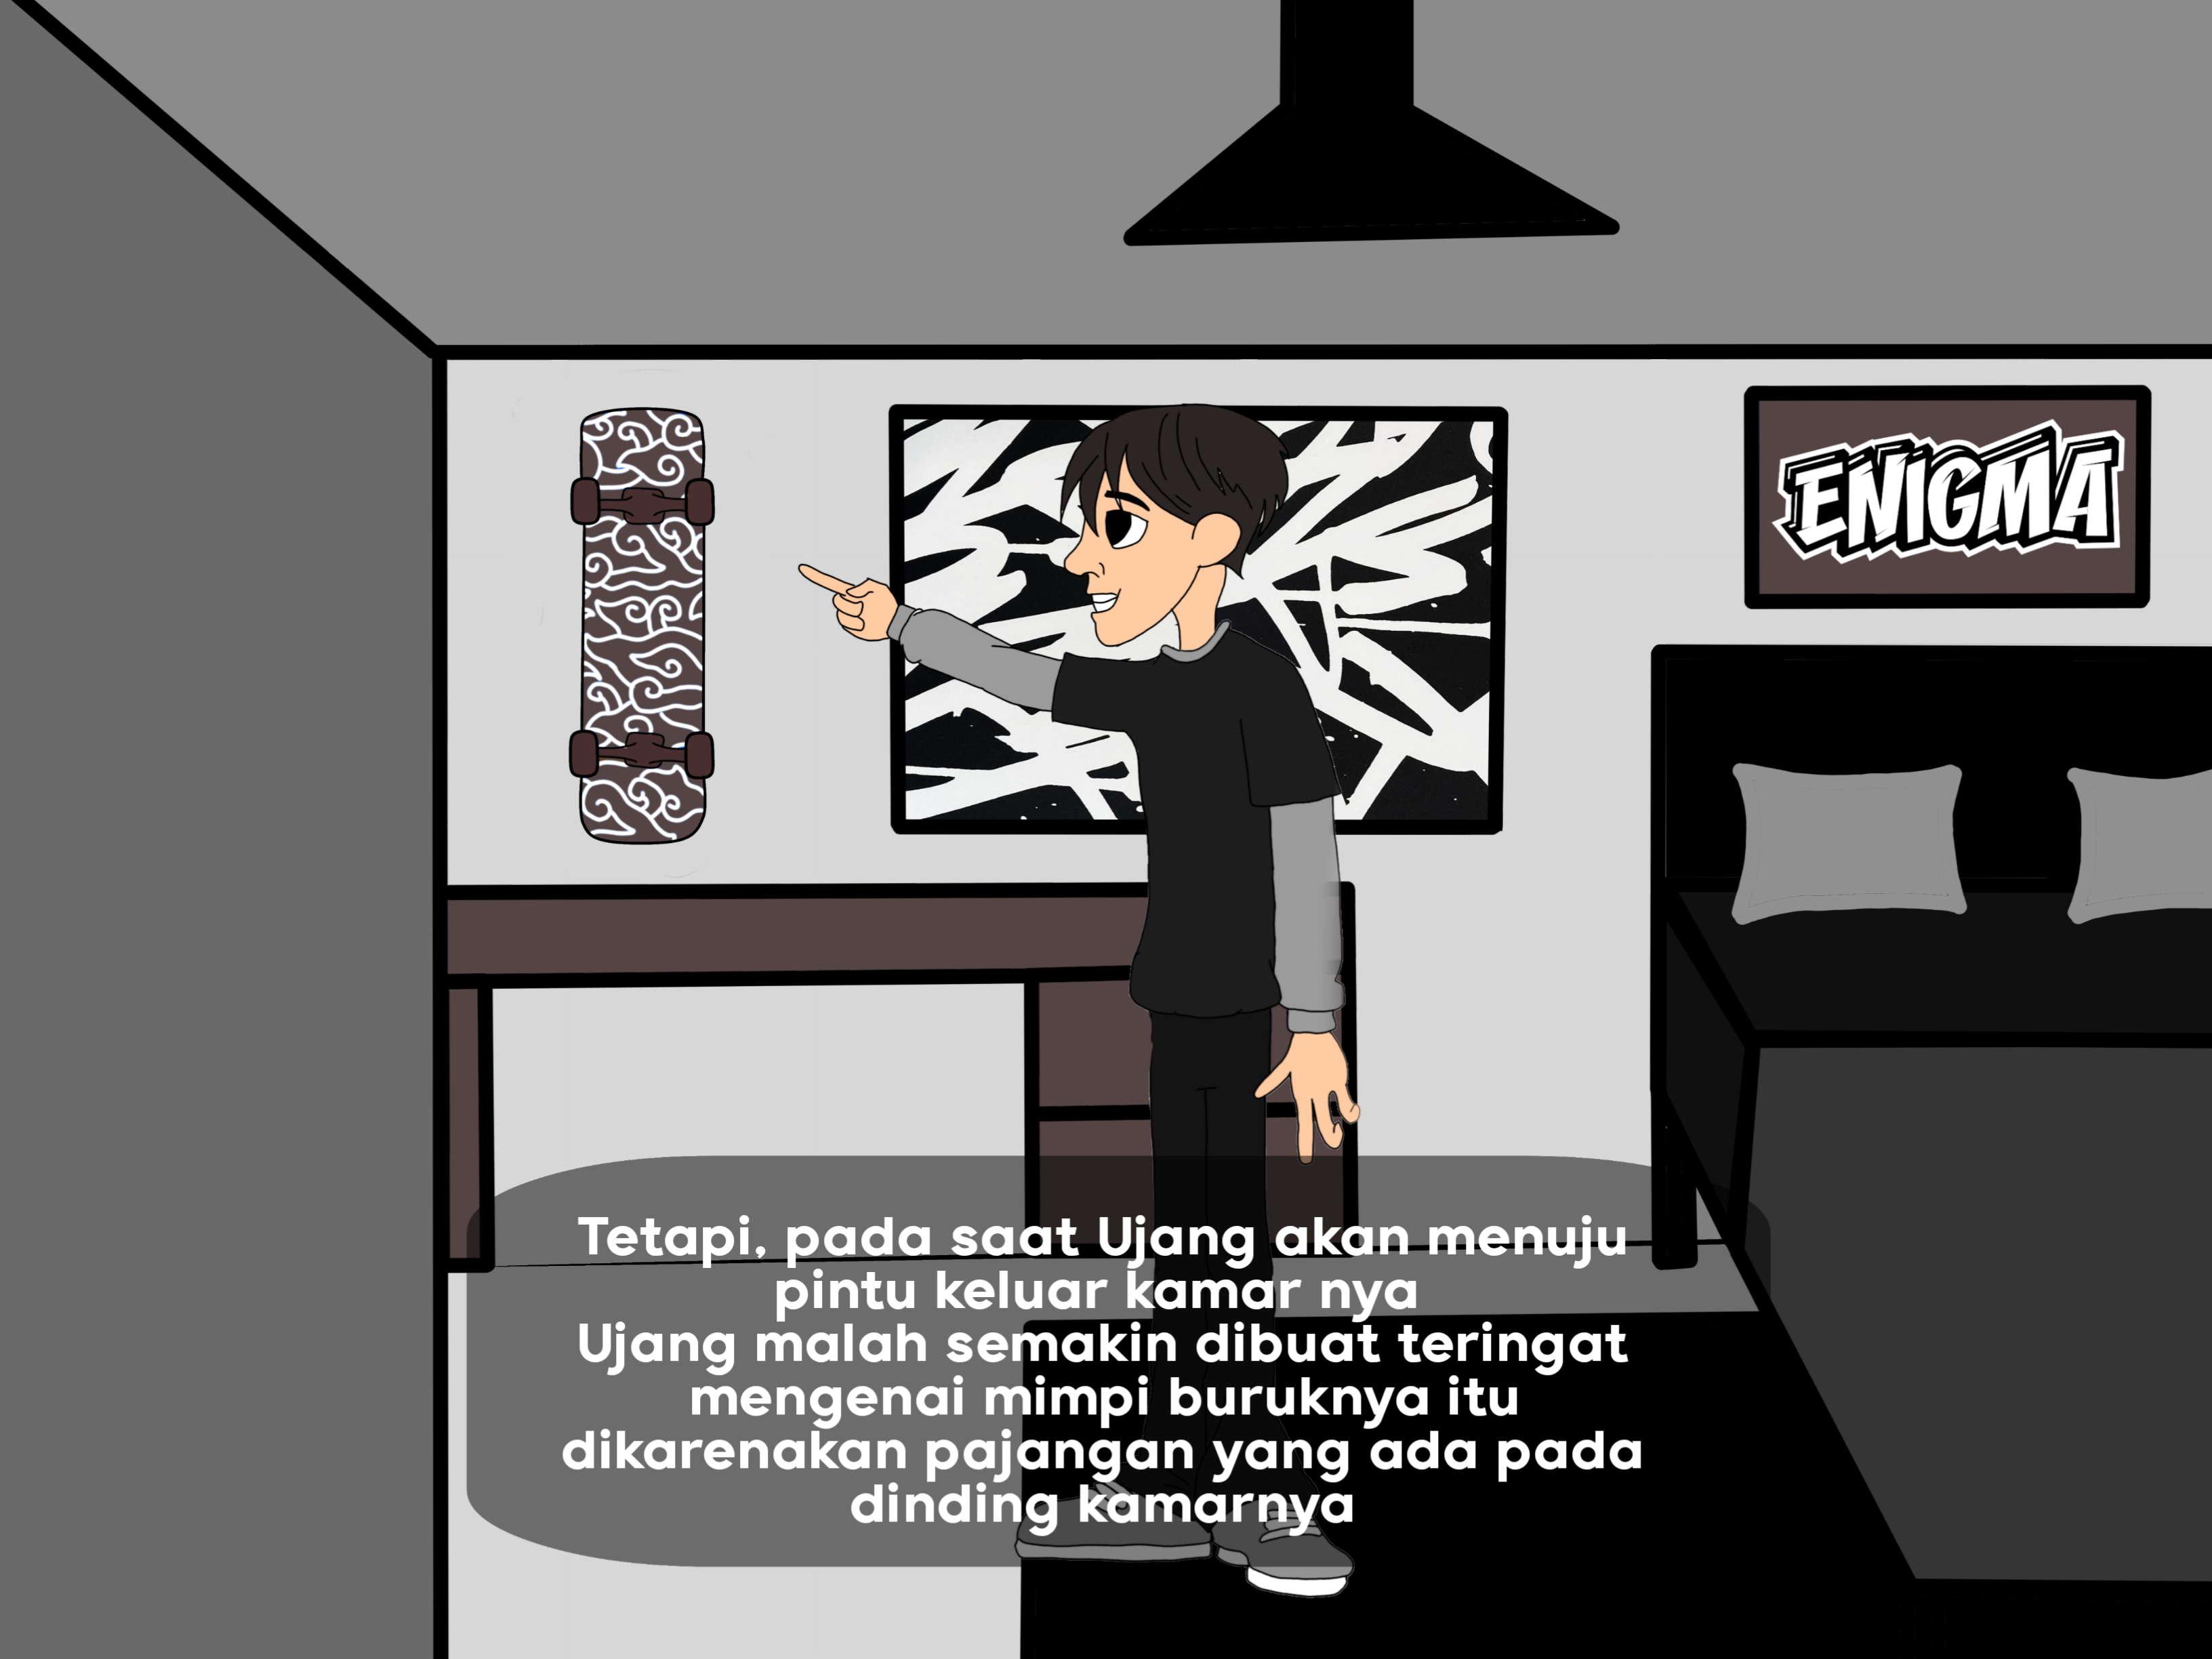 ENIGMA
Tetapi, pada saat Ujang akan menuju
pintu keluar kamar nya
Ujang malah semakin dibuat teringat
mengenai mimpi buruknya itu
dikarenakan pajangan yang ada pada
dinding kamarnya